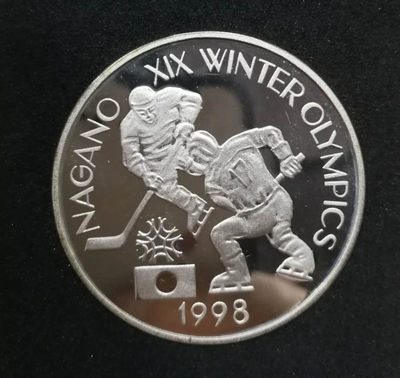 NAGANO XIX WINTER OLYMPICS
1998